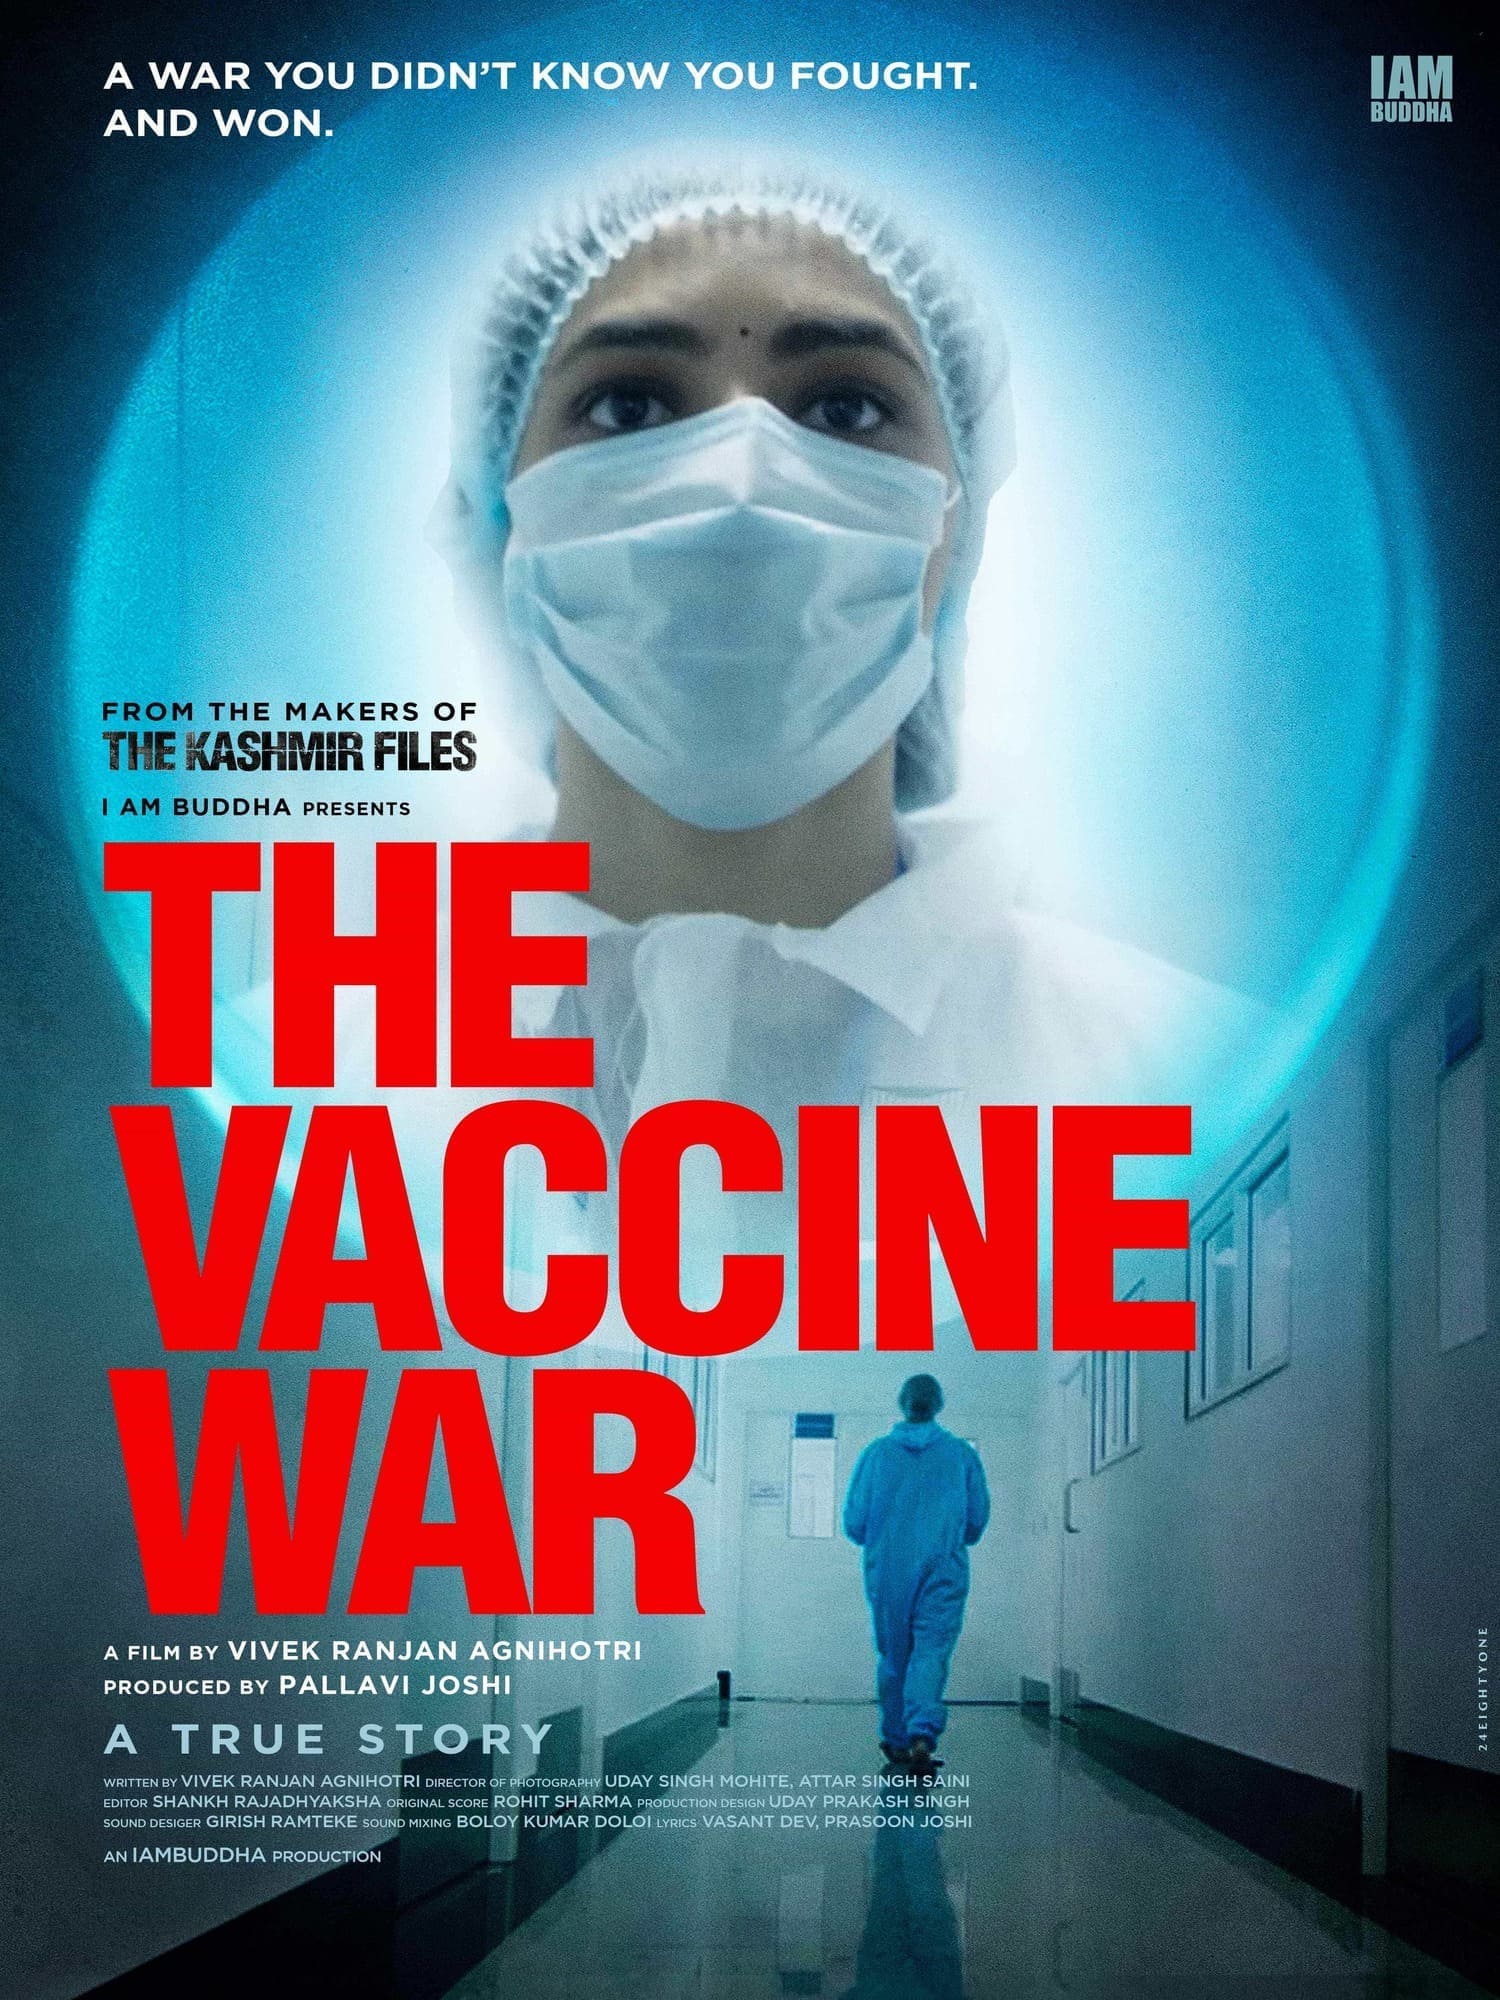 A WAR YOU DIDN'T KNOW YOU FOUGHT.
AND WON.
I AM
BUDDHA
FROM THE MAKERS OF
THE KASHMIR FILES
I AM BUDDHA PRESENTS
THE
VACCINE
WAR
A FILM BY VIVEK RANJAN AGNIHOTRI
PRODUCED BY PALLAVI JOSHI
A TRUE STORY
WRITTEN BY VIVEK RANJAN AGNIHOTRI DIRECTOR OF PHOTOGRAPHY UDAY SINGH MOHITE, ATTAR SINGH SAINI
EDITOR SHANKH RAJADHYAKSHA ORIGINAL SCORE ROHIT SHARMA PRODUCTION DESIGN UDAY PRAKASH SINGH
SOUND DESIGER GIRISH RAMTEKE SOUND MIXING BOLOY KUMAR DOLOI LYRICS VASANT DEV, PRASOON JOSHI
AN IAMBUDDHA PRODUCTION
24EIGHTYONE